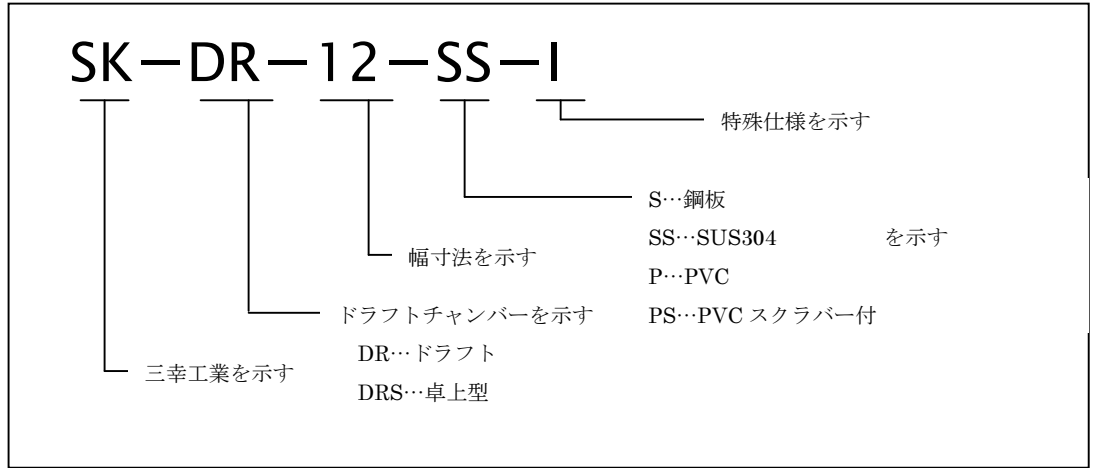 SK－DR－12－SS－I
特殊仕様を示す
S…鋼板
SS…SUS304 を示す
幅寸法を示す
P…PVC
ドラフトチャンバーを示す
PS…PVC スクラバー付
DR…ドラフト
三幸工業を示す
DRS…卓上型